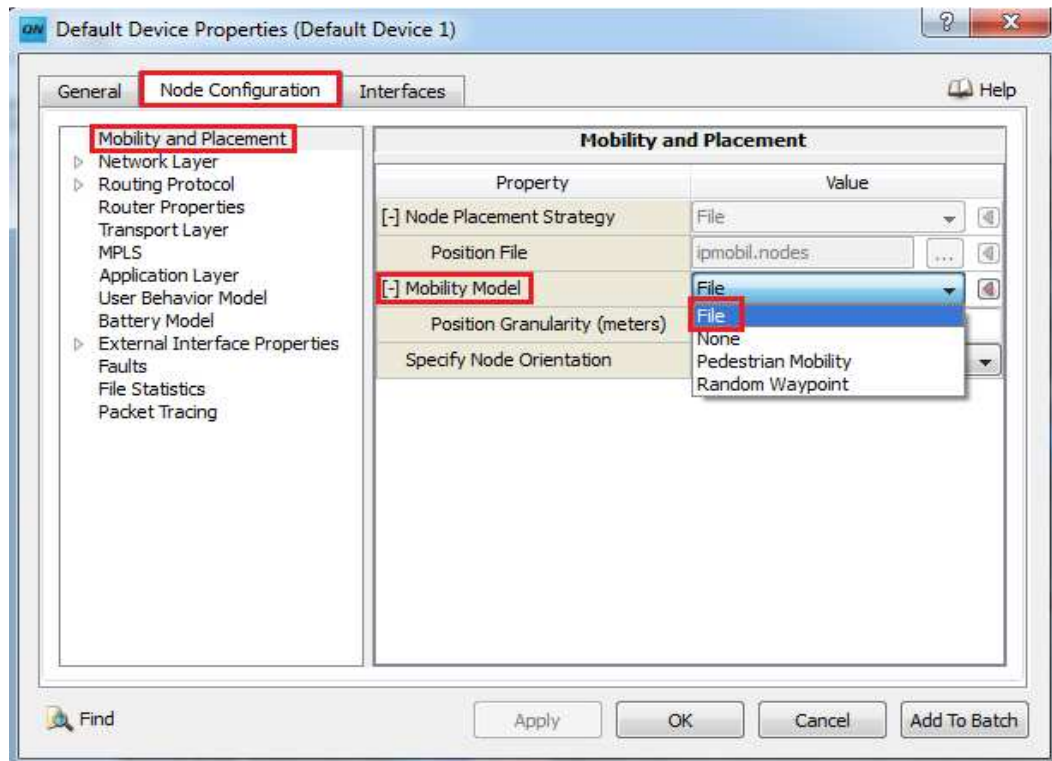 QN Default Device Properties (Default Device 1)
?
X
General Node Configuration Interfaces Help
Mobility and Placement
Network Layer
Routing Protocol
Router Properties
Transport Layer
MPLS
Application Layer
User Behavior Model
Battery Model
External Interface Properties
Faults
File Statistics
Packet Tracing
Mobility and Placement
Property Value
[-] Node Placement Strategy File
Position File ipmobil.nodes ...
[-] Mobility Model File
Position Granularity (meters)
Specify Node Orientation
File
None
Pedestrian Mobility
Random Waypoint
Find Apply OK Cancel Add To Batch